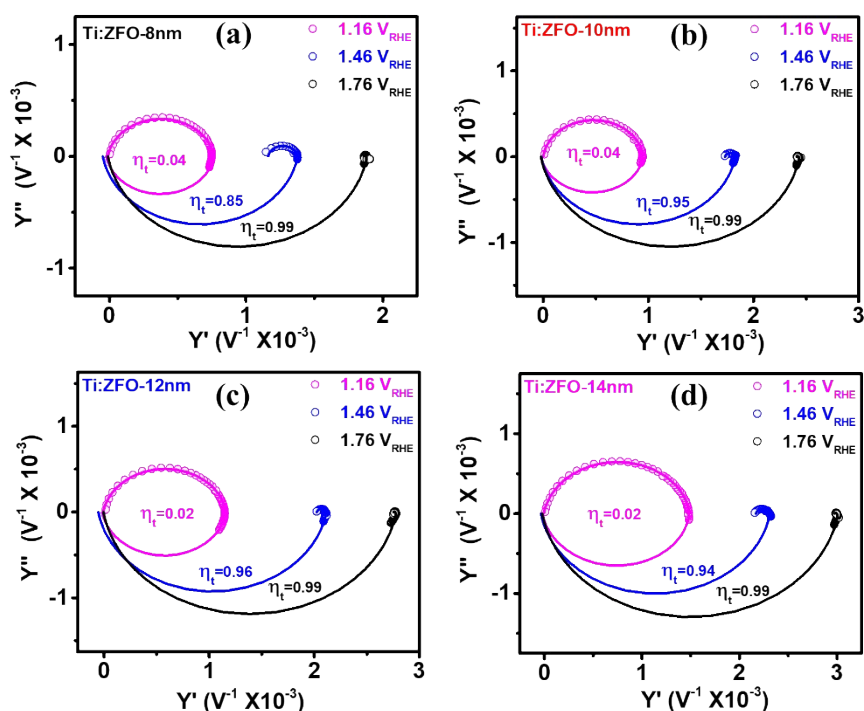 Ti:ZFO-8nm
(a)
1.16 V_RHE
1.46 V_RHE
1.76 V_RHE
η_t=0.04
η_t=0.85
η_t=0.99
1
0
-1
Y'' (V⁻¹ X 10⁻³)
0
1
2
Y' (V⁻¹ X10⁻³)
Ti:ZFO-10nm
(b)
1.16 V_RHE
1.46 V_RHE
1.76 V_RHE
η_t=0.04
η_t=0.95
η_t=0.99
1
0
-1
Y'' (V⁻¹ X 10⁻³)
0
1
2
3
Y' (V⁻¹ X10⁻³)
Ti:ZFO-12nm
(c)
1.16 V_RHE
1.46 V_RHE
1.76 V_RHE
η_t=0.02
η_t=0.96
η_t=0.99
1
0
-1
Y'' (V⁻¹ X 10⁻³)
0
1
2
3
Y' (V⁻¹ X10⁻³)
Ti:ZFO-14nm
(d)
1.16 V_RHE
1.46 V_RHE
1.76 V_RHE
η_t=0.02
η_t=0.94
η_t=0.99
1
0
-1
Y'' (V⁻¹ X 10⁻³)
0
1
2
3
4
Y' (V⁻¹ X10⁻³)